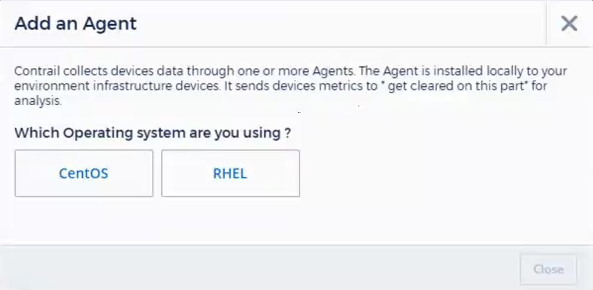 Add an Agent
Contrail collects devices data through one or more Agents. The Agent is installed locally to your
environment infrastructure devices. It sends devices metrics to " get cleared on this part" for
analysis.
Which Operating system are you using ?
CentOS
RHEL
Close